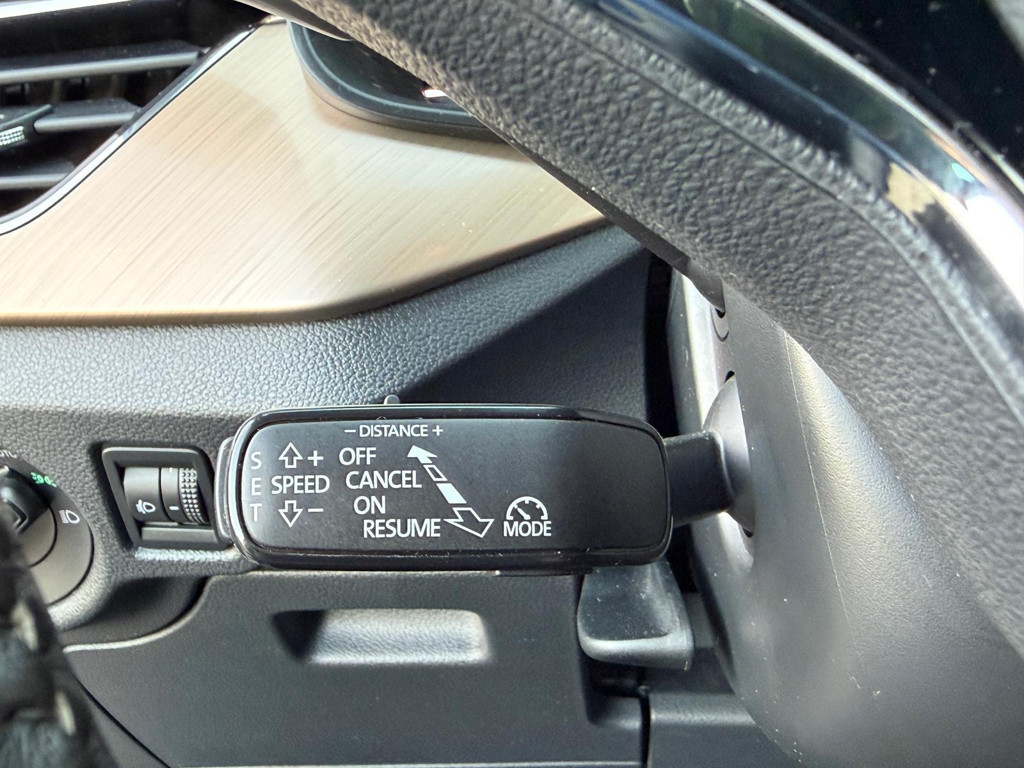 − DISTANCE +
S + OFF
E SPEED CANCEL
T − ON
RESUME MODE